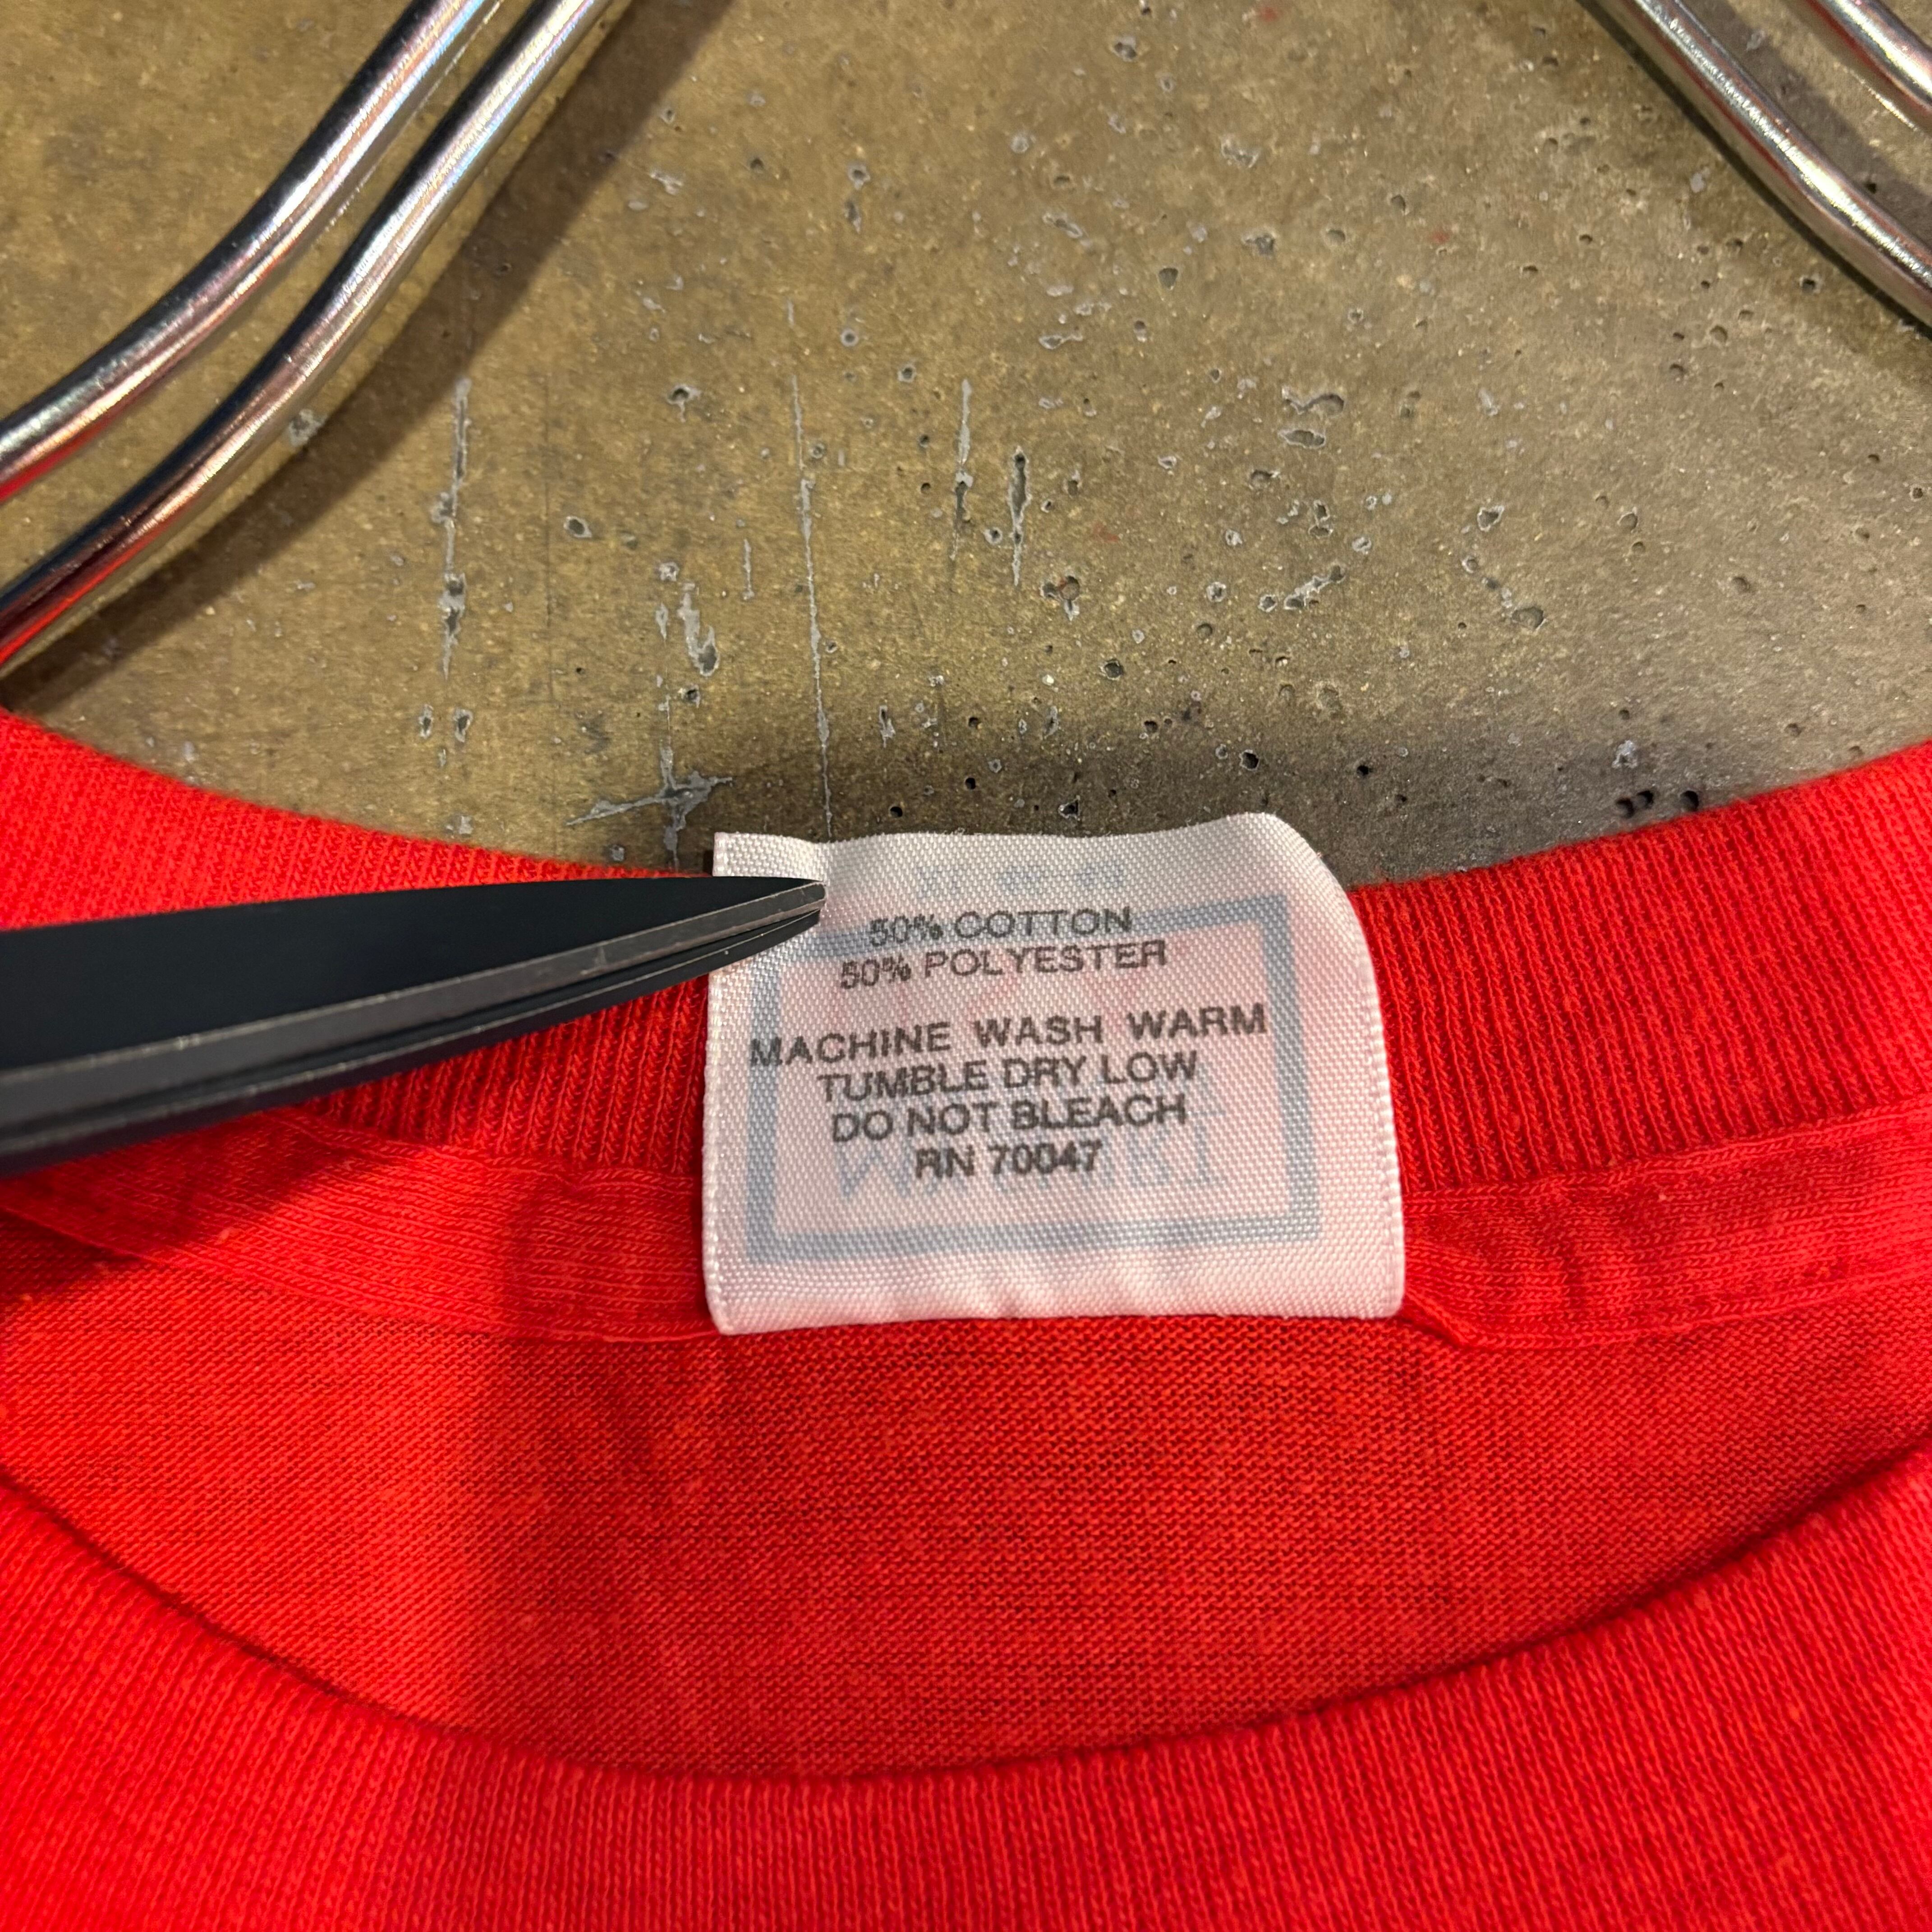 50% COTTON
50% POLYESTER
MACHINE WASH WARM
TUMBLE DRY LOW
DO NOT BLEACH
RN 70047